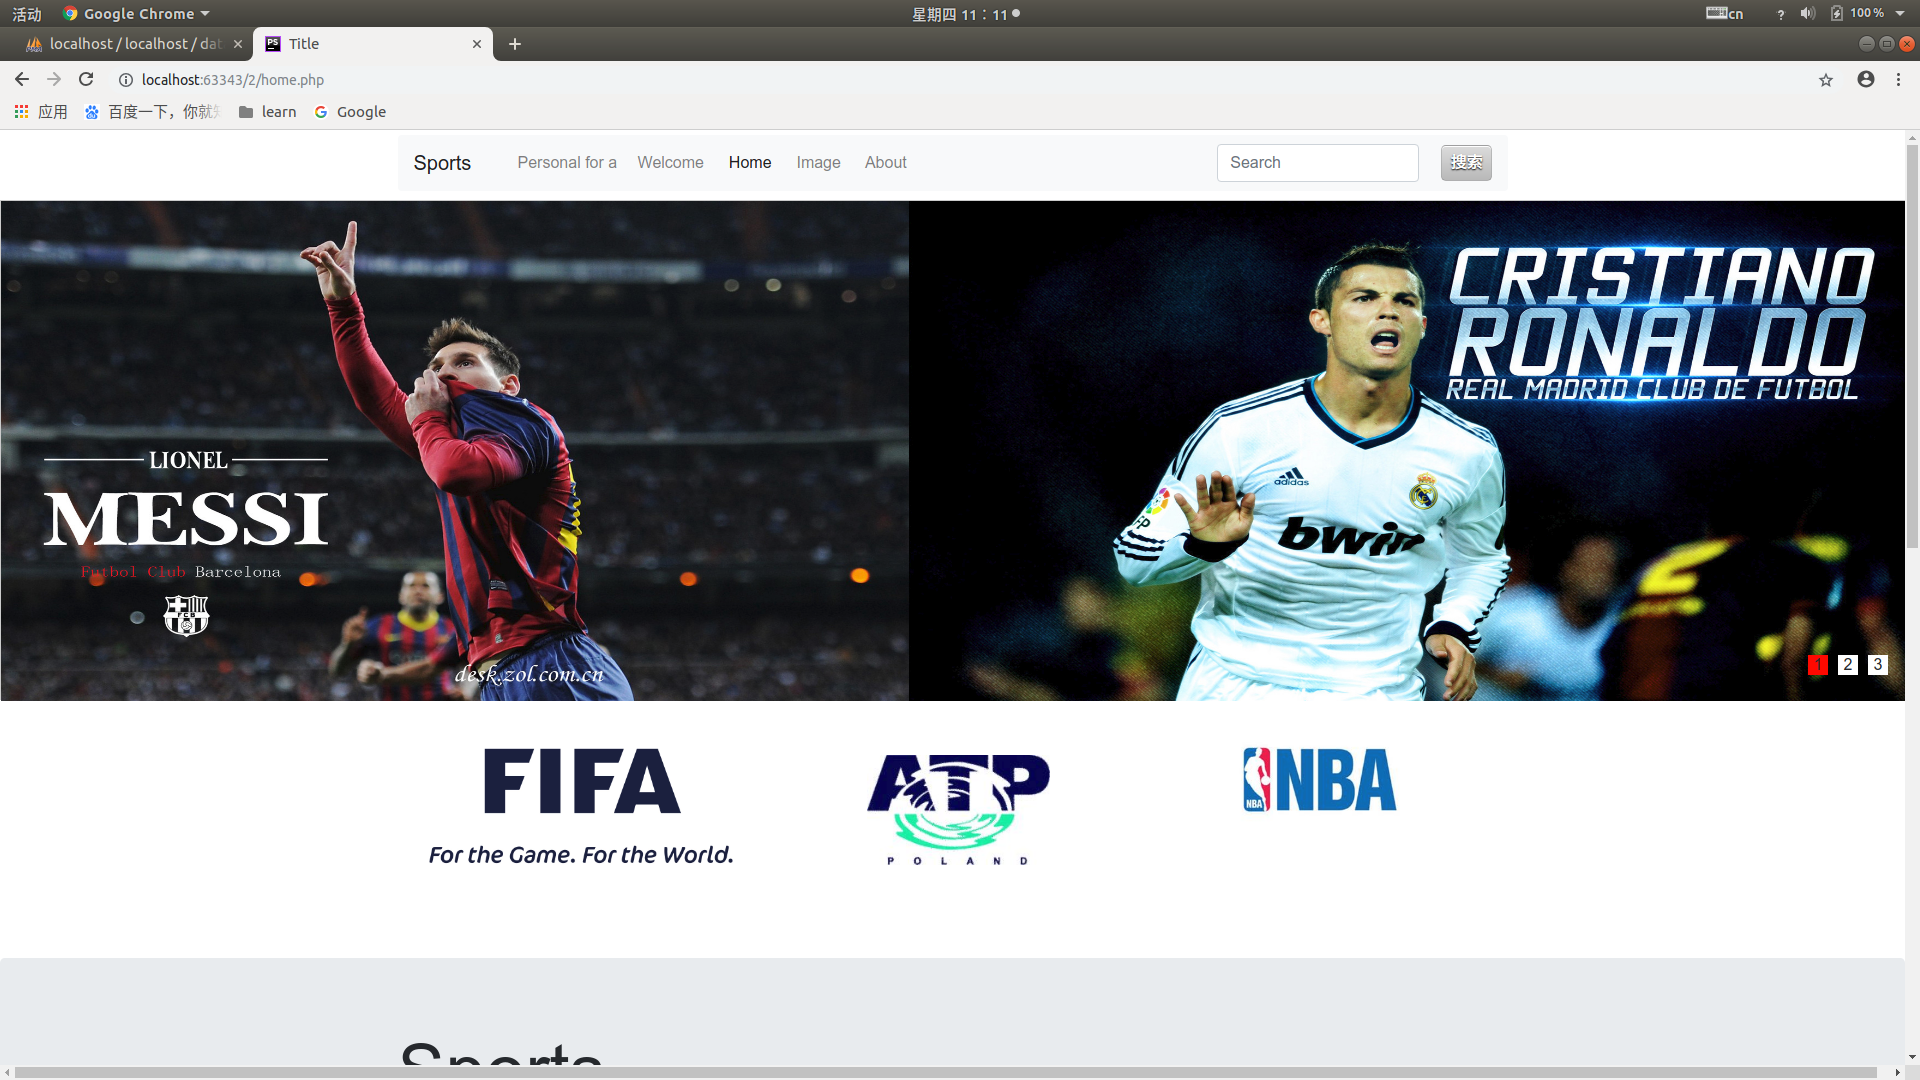 活动 Google Chrome 星期四 11：11 cn ? 100 %
localhost / localhost / dat Title
localhost:63343/2/home.php
应用 百度一下，你就知 learn Google
Sports Personal for a Welcome Home Image About Search 搜索
CRISTIANO
RONALDO
REAL MADRID CLUB DE FUTBOL
LIONEL
MESSI
Futbol Club Barcelona
FCB
desk.zol.com.cn
adidas
bwin
1 2 3
FIFA
For the Game. For the World.
ATP
POLAND
NBA
NBA
Sports